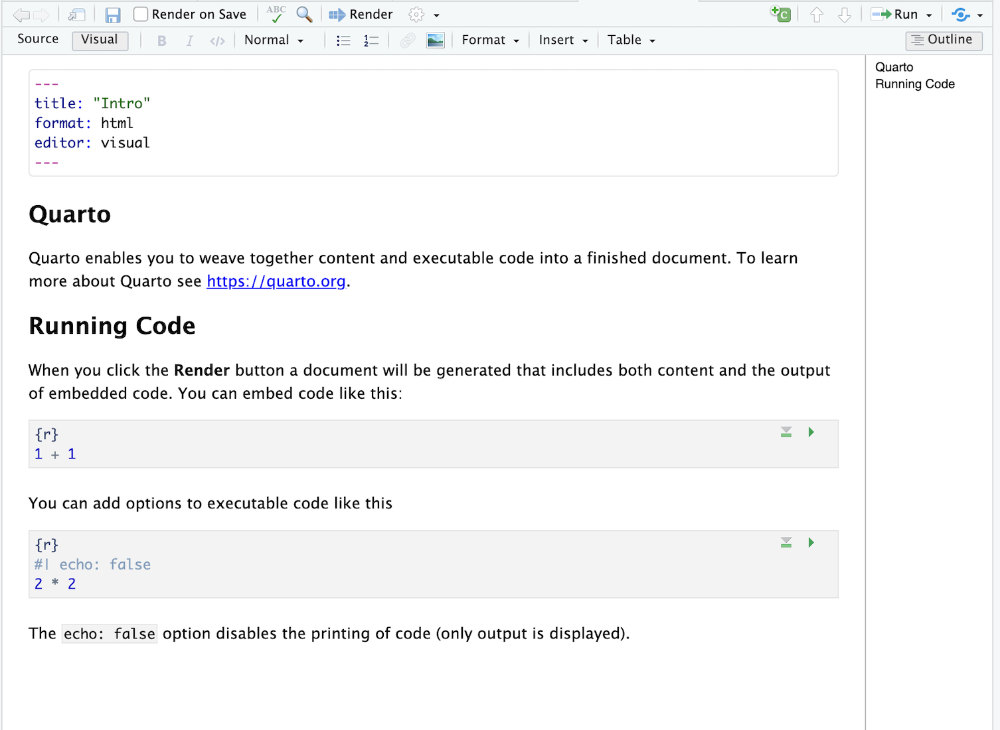 Render on Save ABC Render C Run
Source Visual B I </> Normal 1 2 Format Insert Table Outline
---
title: "Intro"
format: html
editor: visual
---
Quarto
Quarto enables you to weave together content and executable code into a finished document. To learn
more about Quarto see https://quarto.org.
Running Code
When you click the Render button a document will be generated that includes both content and the output
of embedded code. You can embed code like this:
{r}
1 + 1
You can add options to executable code like this
{r}
#| echo: false
2 * 2
The echo: false option disables the printing of code (only output is displayed).
Quarto
Running Code